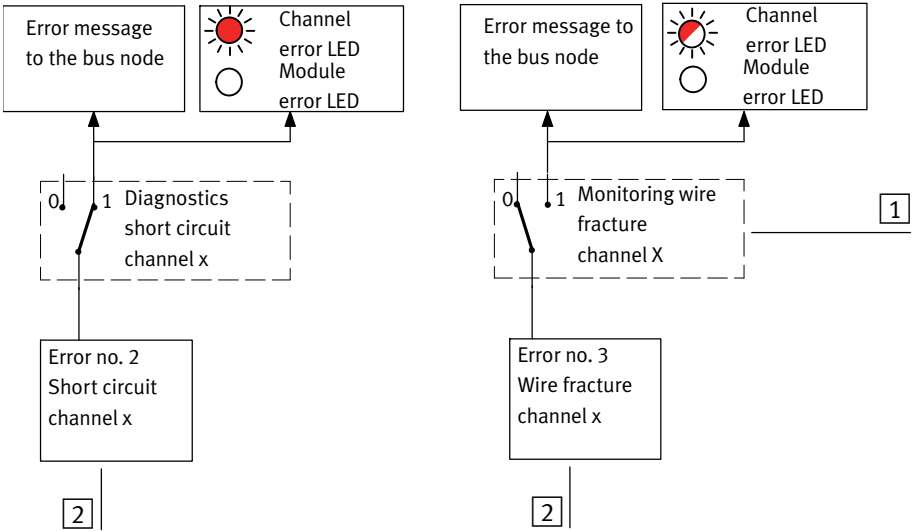 Error message
to the bus node
Channel
error LED
Module
error LED
0
1
Diagnostics
short circuit
channel x
Error no. 2
Short circuit
channel x
2
Error message to
the bus node
Channel
error LED
Module
error LED
0
1
Monitoring wire
fracture
channel X
1
Error no. 3
Wire fracture
channel x
2